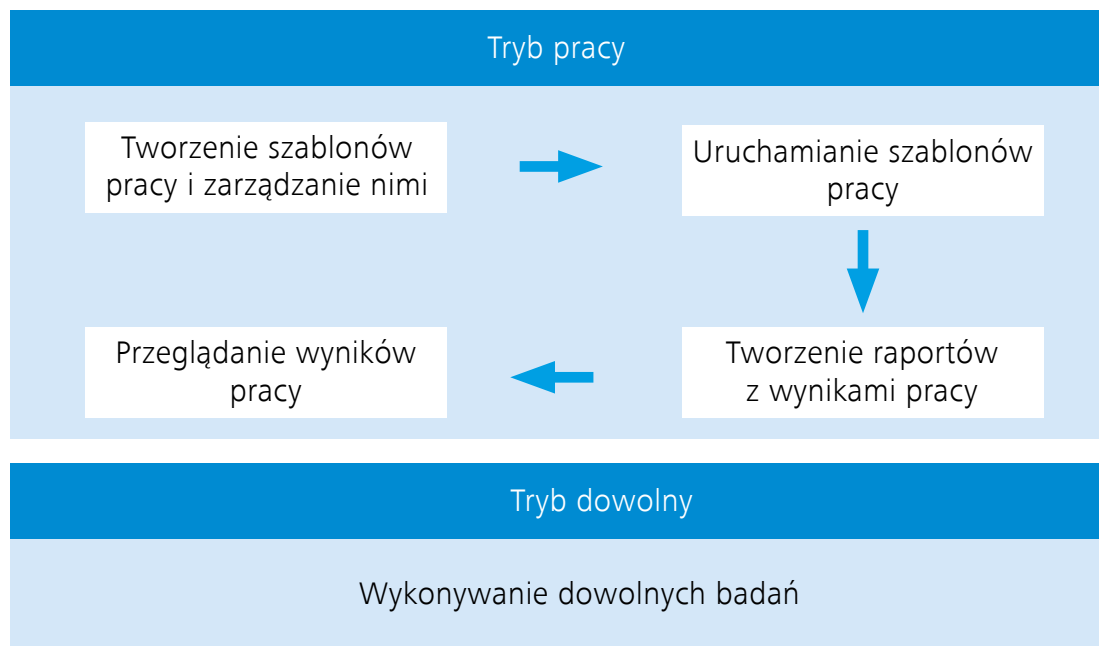 Tryb pracy
Tworzenie szablonów
pracy i zarządzanie nimi
Uruchamianie szablonów
pracy
Przeglądanie wyników
pracy
Tworzenie raportów
z wynikami pracy
Tryb dowolny
Wykonywanie dowolnych badań